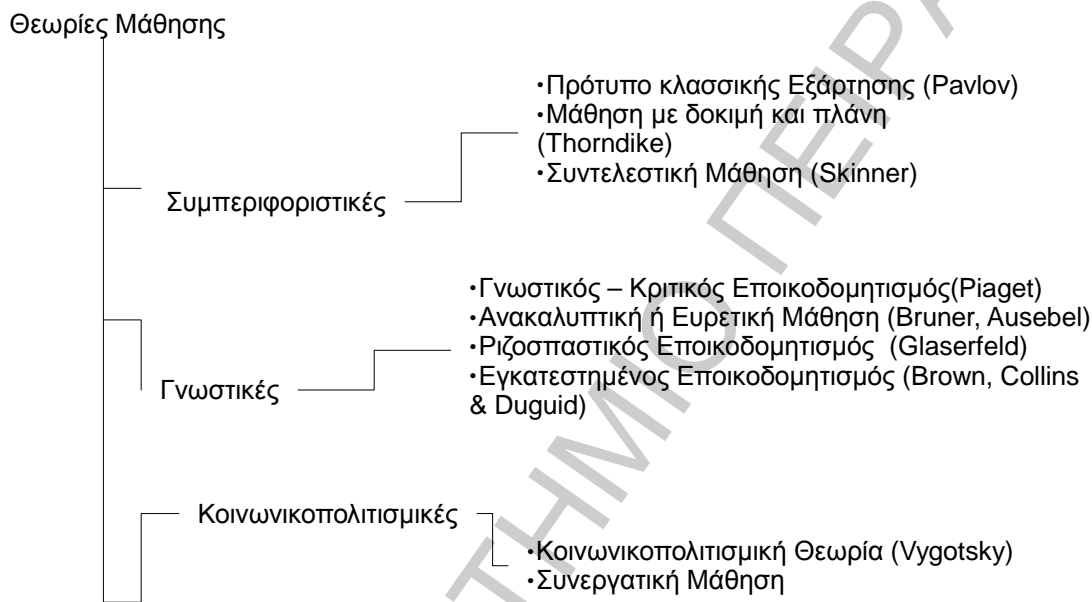 Θεωρίες Μάθησης
•Πρότυπο κλασσικής Εξάρτησης (Pavlov)
•Μάθηση με δοκιμή και πλάνη
(Thorndike)
•Συντελεστική Μάθηση (Skinner)
Συμπεριφοριστικές
•Γνωστικός – Κριτικός Εποικοδομητισμός(Piaget)
•Ανακαλυπτική ή Ευρετική Μάθηση (Bruner, Ausebel)
•Ριζοσπαστικός Εποικοδομητισμός (Glaserfeld)
•Εγκατεστημένος Εποικοδομητισμός (Brown, Collins
& Duguid)
Γνωστικές
Κοινωνικοπολιτισμικές
•Κοινωνικοπολιτισμική Θεωρία (Vygotsky)
•Συνεργατική Μάθηση
ΤΗΜΙΟ ΠΕΙΡΑ